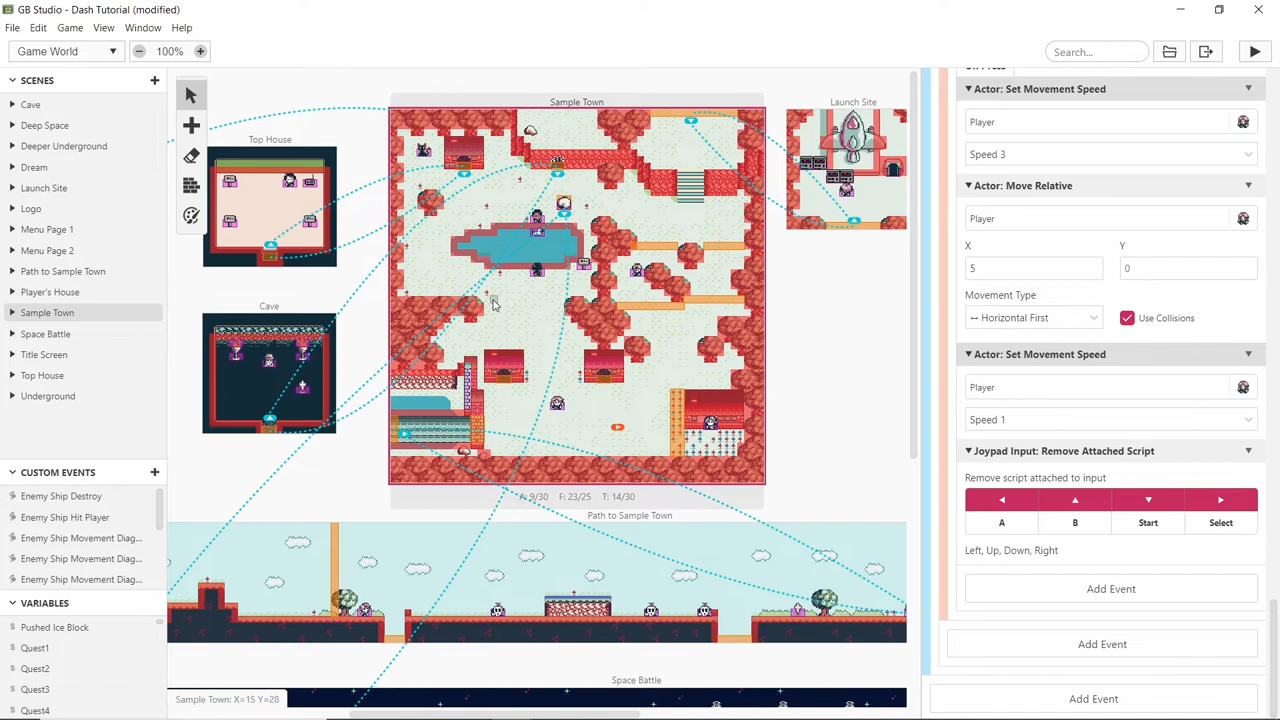 GB Studio - Dash Tutorial (modified)
File Edit Game View Window Help
Game World
100%
Search...
SCENES
Cave
Deep Space
Deeper Underground
Dream
Launch Site
Logo
Menu Page 1
Menu Page 2
Path to Sample Town
Player's House
Sample Town
Space Battle
Title Screen
Top House
Underground
CUSTOM EVENTS
Enemy Ship Destroy
Enemy Ship Hit Player
Enemy Ship Movement Diag...
Enemy Ship Movement Diag...
Enemy Ship Movement Diag...
VARIABLES
Pushed Ice Block
Quest1
Quest2
Quest3
Quest4
Top House
Cave
Sample Town
A: 9/30 F: 23/25 T: 14/30
Launch Site
Path to Sample Town
Space Battle
Sample Town: X=15 Y=28
Actor: Set Movement Speed
Player
Speed 3
Actor: Move Relative
Player
Y
5 0
Movement Type
Horizontal First
Use Collisions
Actor: Set Movement Speed
Player
Speed 1
Joypad Input: Remove Attached Script
Remove script attached to input
A B Start Select
Left, Up, Down, Right
Add Event
Add Event
Add Event